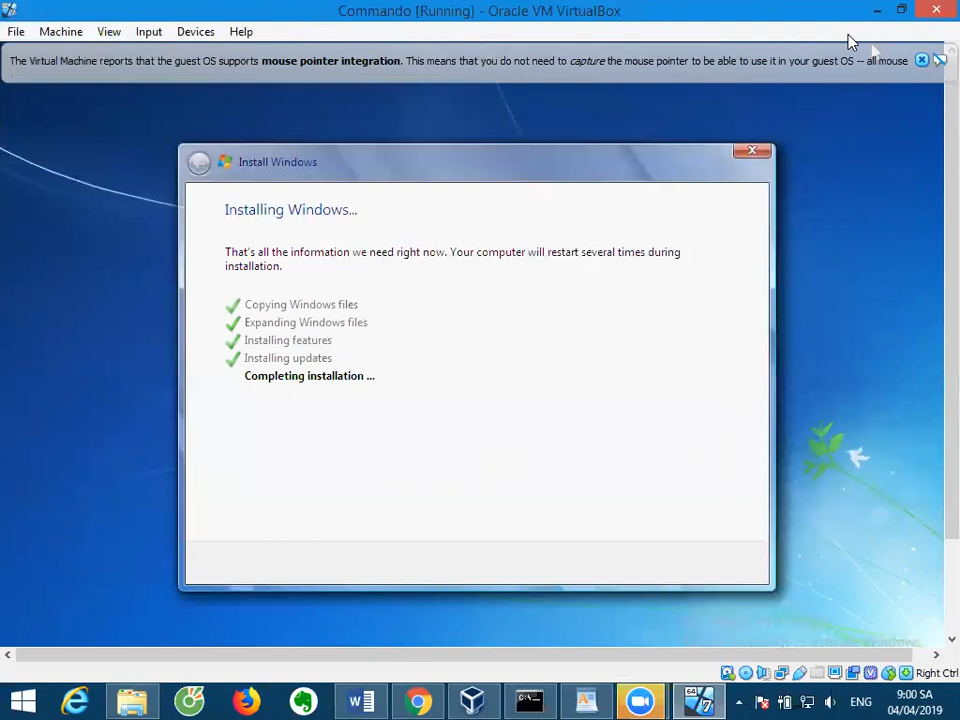 Commando [Running] - Oracle VM VirtualBox
File Machine View Input Devices Help
The Virtual Machine reports that the guest OS supports mouse pointer integration. This means that you do not need to capture the mouse pointer to be able to use it in your guest OS -- all mouse
Install Windows
Installing Windows...
That's all the information we need right now. Your computer will restart several times during
installation.
Copying Windows files
Expanding Windows files
Installing features
Installing updates
Completing installation ...
Right Ctrl
64
7
ENG
9:00 SA
04/04/2019